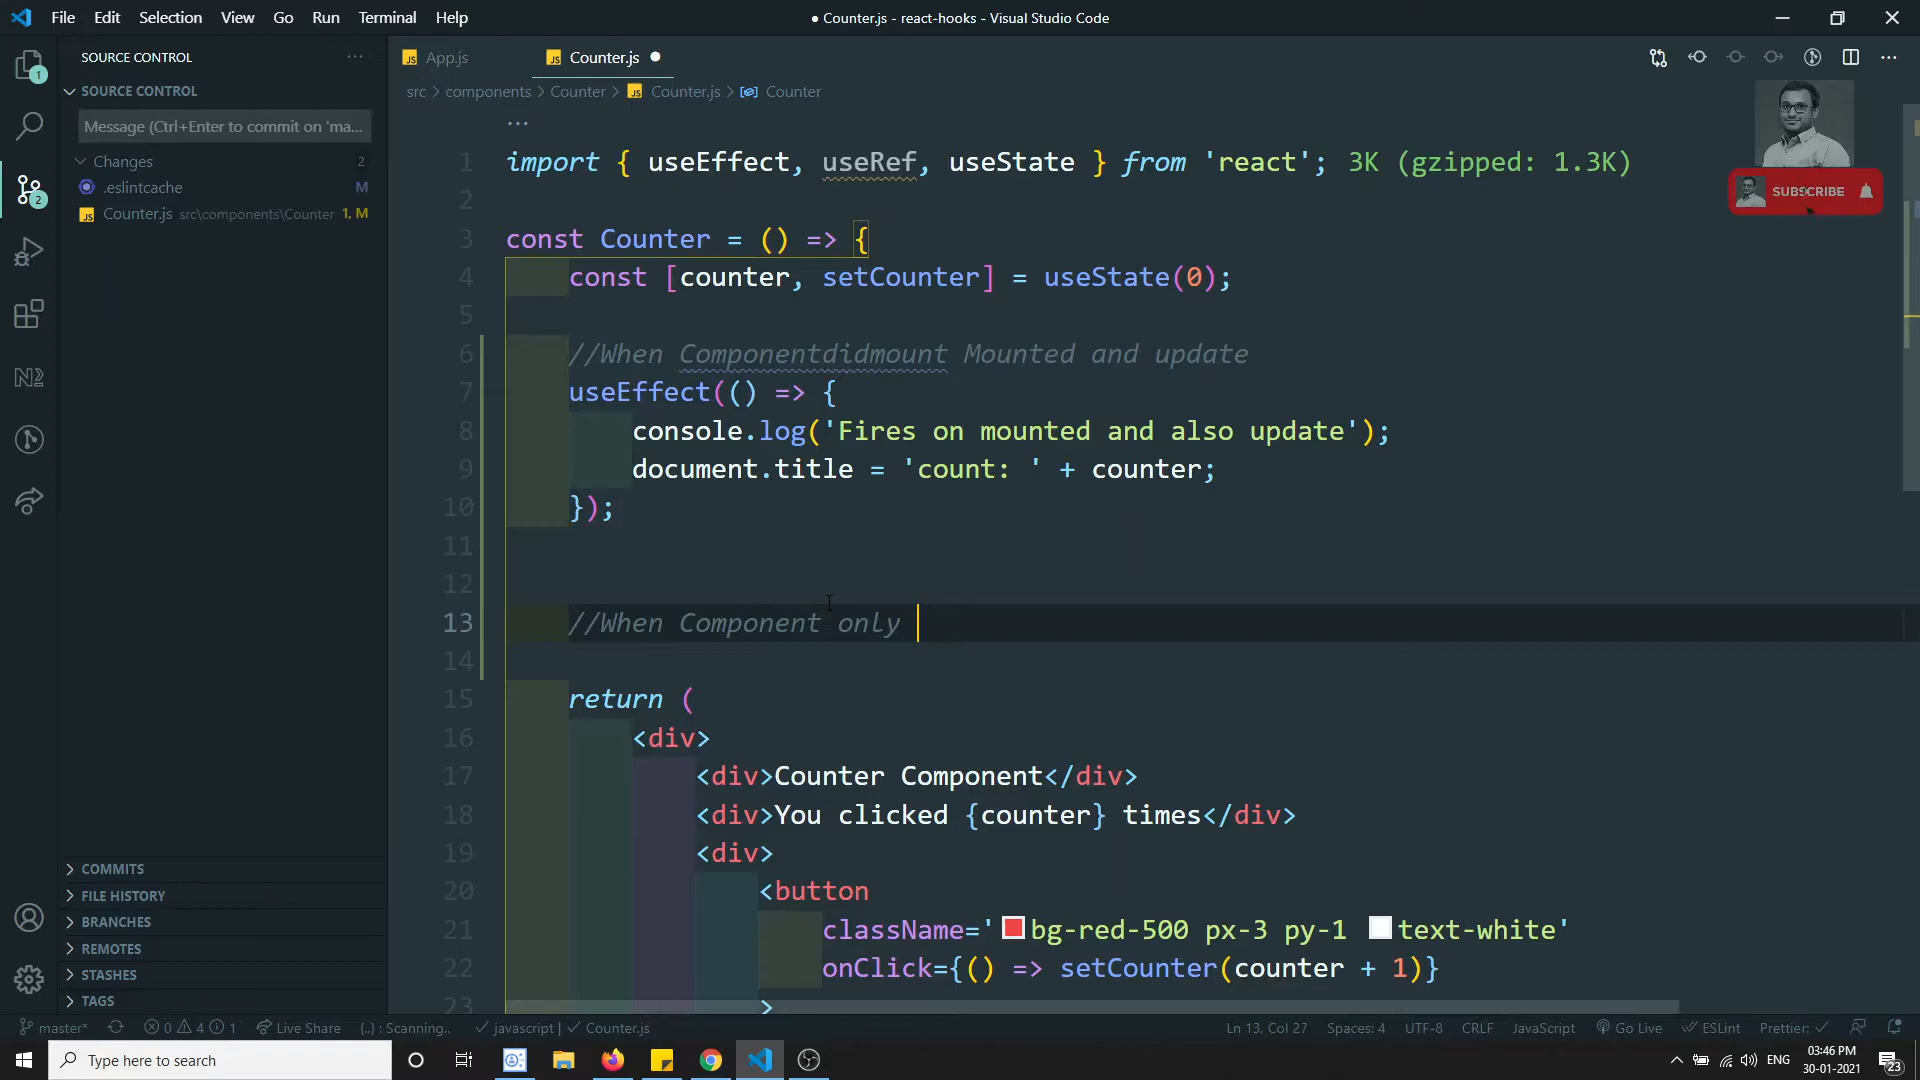 File Edit Selection View Go Run Terminal Help
● Counter.js - react-hooks - Visual Studio Code
SOURCE CONTROL ···
App.js
Counter.js ●
SOURCE CONTROL
src > components > Counter > Counter.js > Counter
Message (Ctrl+Enter to commit on 'ma...
Changes 2
.eslintcache M
Counter.js src\components\Counter 1, M
1
2
SUBSCRIBE
...
1 import { useEffect, useRef, useState } from 'react'; 3K (gzipped: 1.3K)
2
3 const Counter = () => {
4 const [counter, setCounter] = useState(0);
5
6 //When Componentdidmount Mounted and update
7 useEffect(() => {
8 console.log('Fires on mounted and also update');
9 document.title = 'count: ' + counter;
10 });
11
12
13 //When Component only
14
15 return (
16 <div>
17 <div>Counter Component</div>
18 <div>You clicked {counter} times</div>
19 <div>
20 <button
21 className='bg-red-500 px-3 py-1 text-white'
22 onClick={() => setCounter(counter + 1)}
23 >
COMMITS
FILE HISTORY
BRANCHES
REMOTES
STASHES
TAGS
master* 0 4 1 Live Share {..} : Scanning.. ✓ javascript | ✓ Counter.js
Ln 13, Col 27 Spaces: 4 UTF-8 CRLF JavaScript Go Live ESLint Prettier: ✓
Type here to search
ENG
03:46 PM
30-01-2021
23